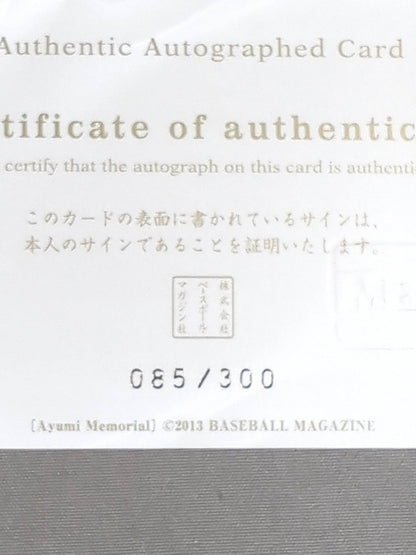 Authentic Autographed Card
tificate of authentic
certify that the autograph on this card is authenti
このカードの表面に書かれているサインは、
本人のサインであることを証明いたします。
株式会社
ベースボール
マガジン社
085/300
[Ayumi Memorial] ©2013 BASEBALL MAGAZINE